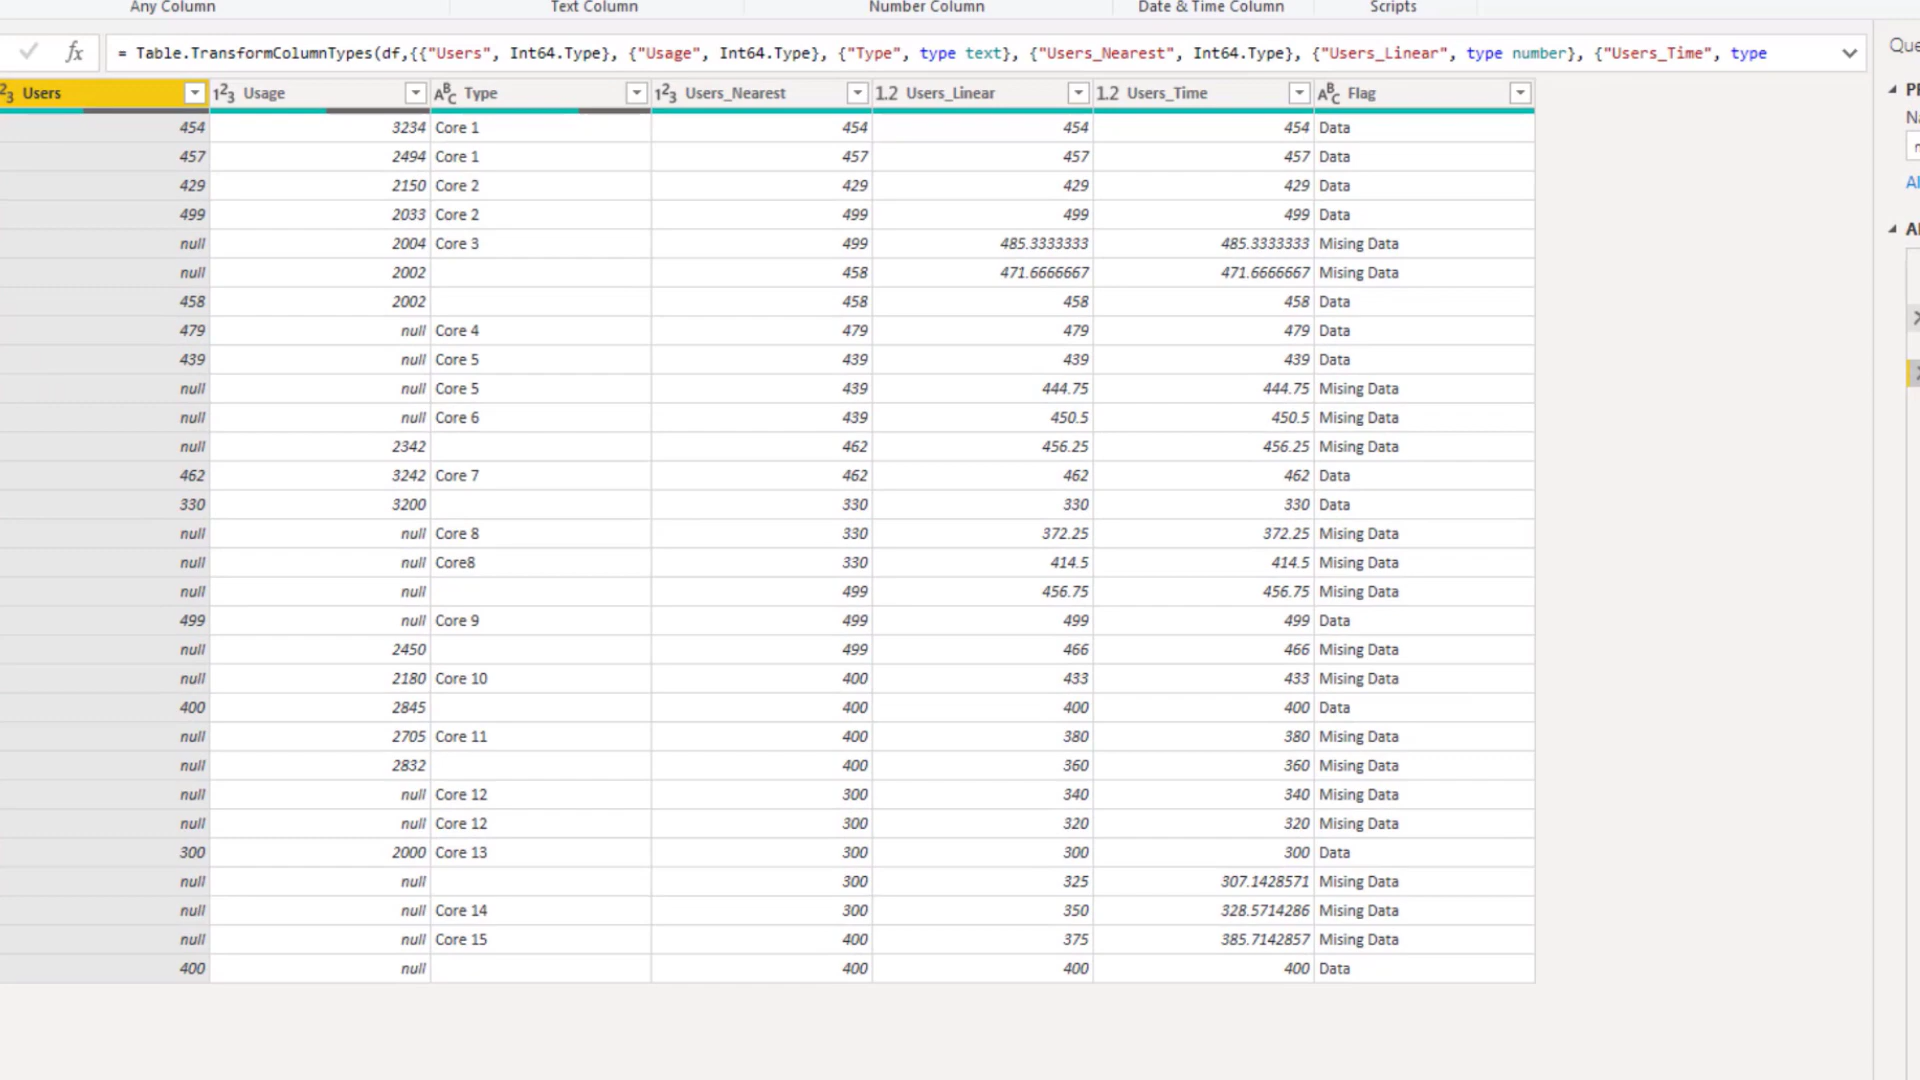 Any Column Text Column Number Column Date & Time Column Scripts
fx = Table.TransformColumnTypes(df,{{"Users", Int64.Type}, {"Usage", Int64.Type}, {"Type", type text}, {"Users_Nearest", Int64.Type}, {"Users_Linear", type number}, {"Users_Time", type
Users 123 Usage ABC Type 123 Users_Nearest 1.2 Users_Linear 1.2 Users_Time ABC Flag
454 3234 Core 1 454 454 454 Data
457 2494 Core 1 457 457 457 Data
429 2150 Core 2 429 429 429 Data
499 2033 Core 2 499 499 499 Data
null 2004 Core 3 499 485.3333333 485.3333333 Mising Data
null 2002 458 471.6666667 471.6666667 Mising Data
458 2002 458 458 458 Data
479 null Core 4 479 479 479 Data
439 null Core 5 439 439 439 Data
null null Core 5 439 444.75 444.75 Mising Data
null null Core 6 439 450.5 450.5 Mising Data
null 2342 462 456.25 456.25 Mising Data
462 3242 Core 7 462 462 462 Data
330 3200 330 330 330 Data
null null Core 8 330 372.25 372.25 Mising Data
null null Core8 330 414.5 414.5 Mising Data
null null 499 456.75 456.75 Mising Data
499 null Core 9 499 499 499 Data
null 2450 499 466 466 Mising Data
null 2180 Core 10 400 433 433 Mising Data
400 2845 400 400 400 Data
null 2705 Core 11 400 380 380 Mising Data
null 2832 400 360 360 Mising Data
null null Core 12 300 340 340 Mising Data
null null Core 12 300 320 320 Mising Data
300 2000 Core 13 300 300 300 Data
null null 300 325 307.1428571 Mising Data
null null Core 14 300 350 328.5714286 Mising Data
null null Core 15 400 375 385.7142857 Mising Data
400 null 400 400 400 Data